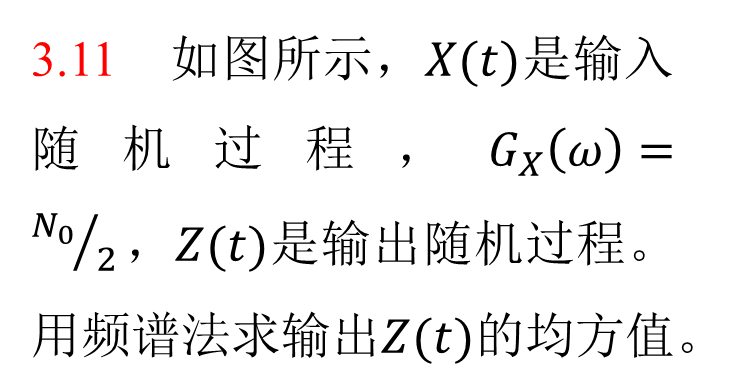 3.11 如图所示，X(t)是输入
随机过程，G_X(ω) =
N_0/2，Z(t)是输出随机过程。
用频谱法求输出Z(t)的均方值。